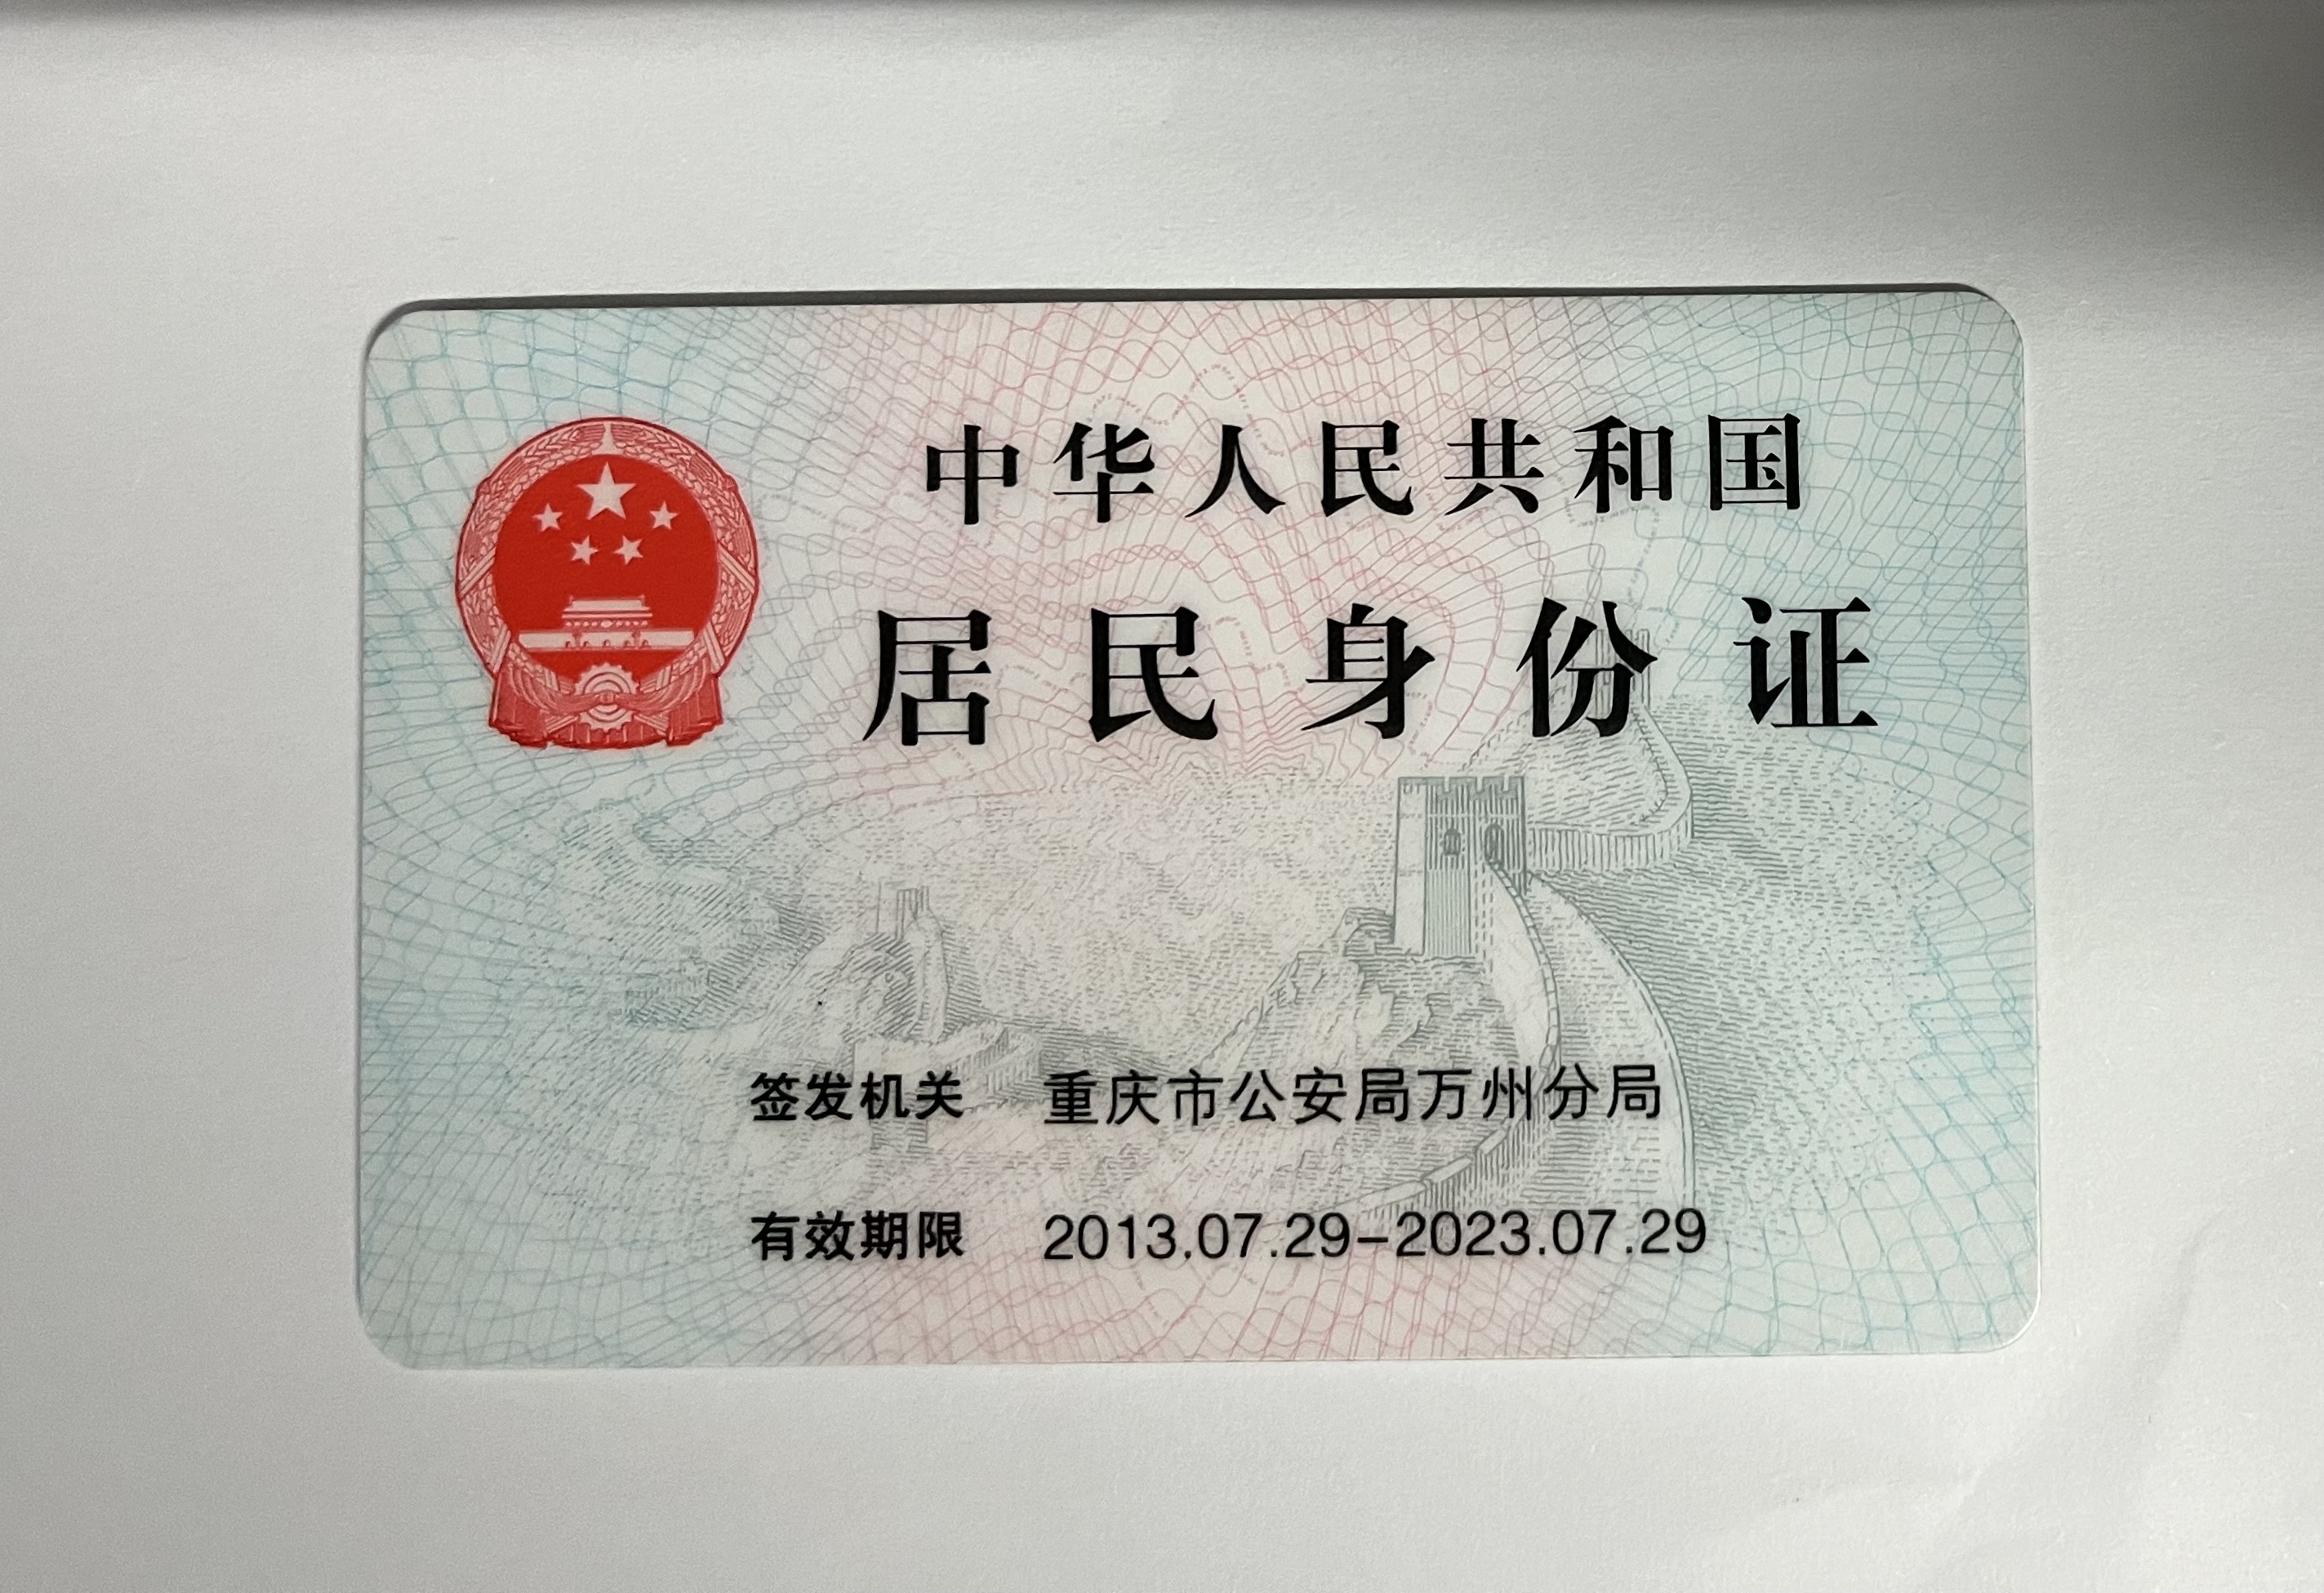 中华人民共和国
居民身份证
签发机关 重庆市公安局万州分局
有效期限 2013.07.29-2023.07.29